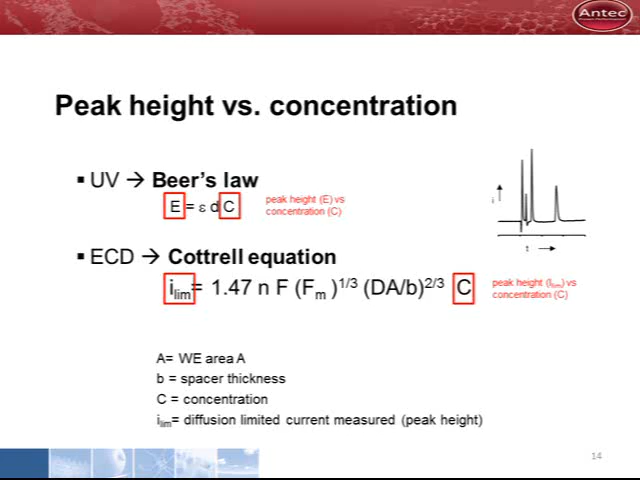 Antec
Peak height vs. concentration
▪ UV → Beer's law
E = ε d C
peak height (E) vs
concentration (C)
i
t
▪ ECD → Cottrell equation
i_lim = 1.47 n F (F_m )^1/3 (DA/b)^2/3 C
peak height (I_lim) vs
concentration (C)
A= WE area A
b = spacer thickness
C = concentration
i_lim= diffusion limited current measured (peak height)
14